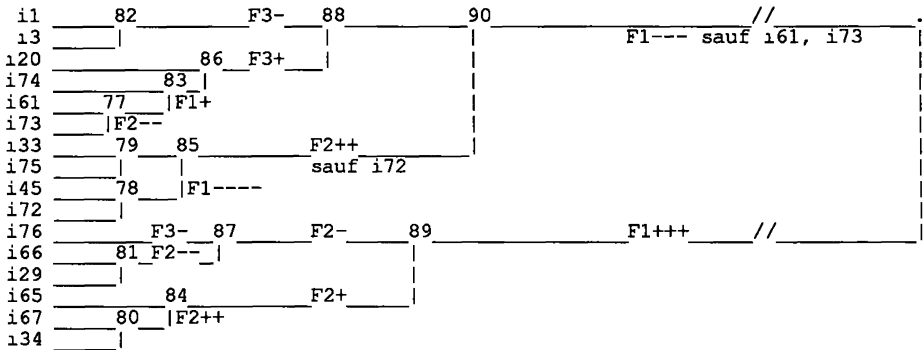 i1 82 F3- 88 90 //
i3 F1--- sauf i61, i73
i20 86 F3+
i74 83
i61 77 F1+
i73 F2--
i33 79 85 F2++
i75 sauf i72
i45 78 F1----
i72
i76 F3- 87 F2- 89 F1+++ //
i66 81 F2--
i29
i65 84 F2+
i67 80 F2++
i34